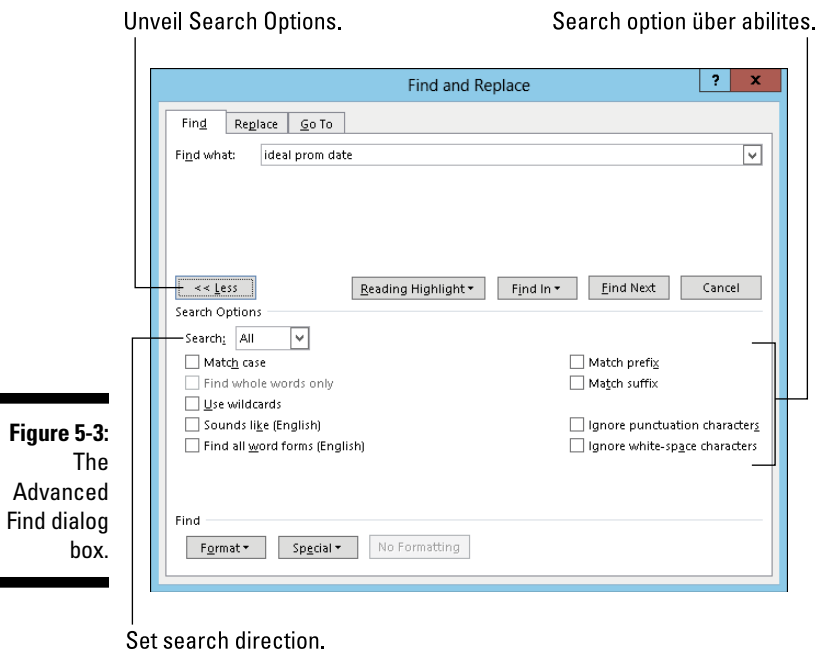 Unveil Search Options.
Search option über abilites.
Find and Replace
? x
Find Replace Go To
Find what: ideal prom date
<< Less Reading Highlight Find In Find Next Cancel
Search Options
Search: All
Match case Match prefix
Find whole words only Match suffix
Use wildcards
Sounds like (English) Ignore punctuation characters
Find all word forms (English) Ignore white-space characters
Find
Format Special No Formatting
Figure 5-3:
The
Advanced
Find dialog
box.
Set search direction.